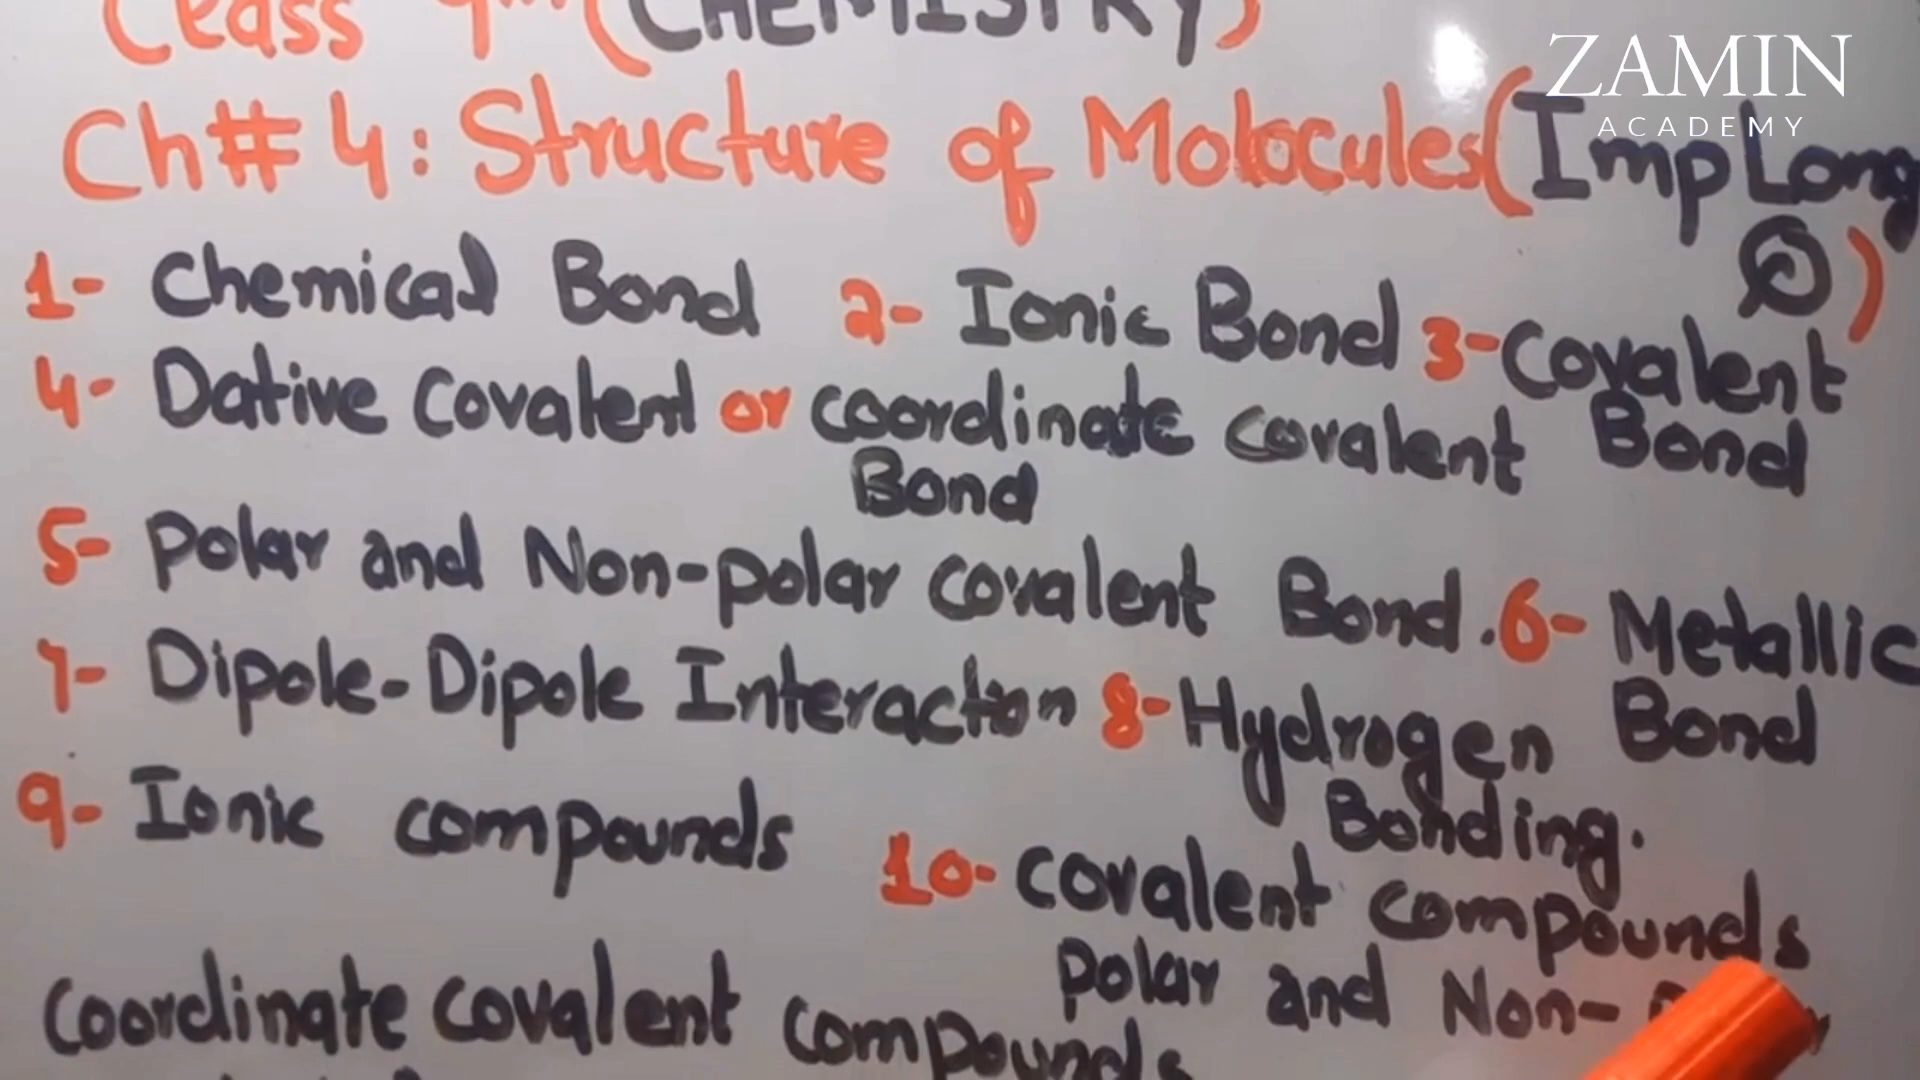 Class 9th (CHEMISTRY)
ZAMIN
ACADEMY
Ch# 4: Structure of Molocules (Imp Long
Q)
1- Chemical Bond 2- Ionic Bond 3- Covalent
Bond
4- Dative Covalent or coordinate covalent
Bond
5- Polar and Non-polar covalent Bond. 6- Metallic
Bond
7- Dipole-Dipole Interaction 8- Hydrogen
Bonding.
9- Ionic compounds 10- covalent compounds
Polar and Non-
Coordinate covalent compounds